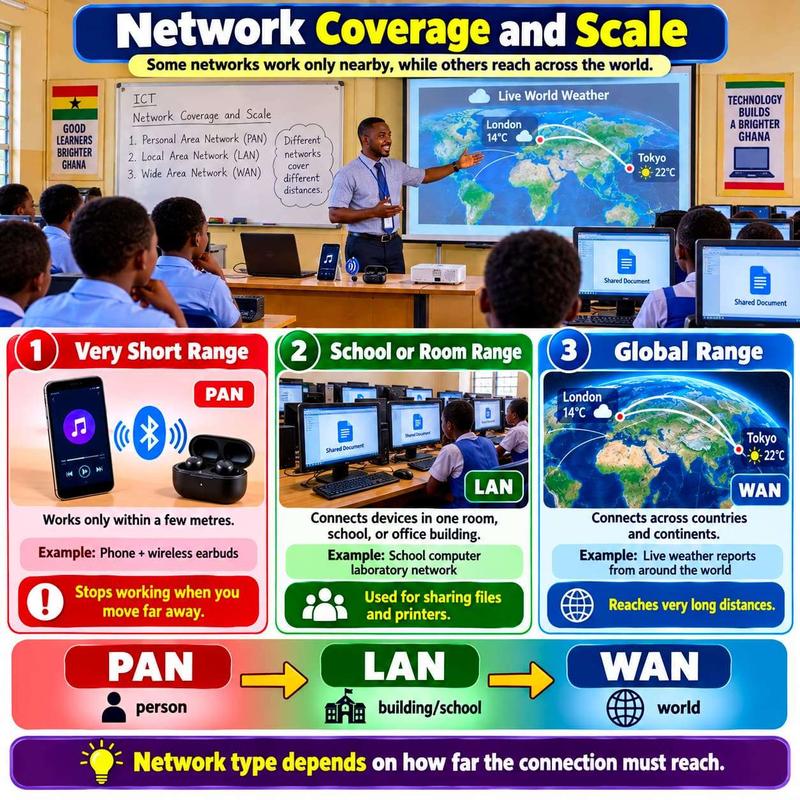 Network Coverage and Scale
Some networks work only nearby, while others reach across the world.
GOOD
LEARNERS
BRIGHTER
GHANA
ICT
Network Coverage and Scale
1. Personal Area Network (PAN)
2. Local Area Network (LAN)
3. Wide Area Network (WAN)
Different
networks
cover
different
distances.
Live World Weather
London
14°C
Tokyo
22°C
TECHNOLOGY
BUILDS
A BRIGHTER
GHANA
Shared Document
Shared Document
1 Very Short Range
PAN
Works only within a few metres.
Example: Phone + wireless earbuds
Stops working when you
move far away.
2 School or Room Range
Shared Document
Shared Document
LAN
Connects devices in one room,
school, or office building.
Example: School computer
laboratory network
Used for sharing files
and printers.
3 Global Range
London
14°C
Tokyo
22°C
WAN
Connects across countries
and continents.
Example: Live weather reports
from around the world
Reaches very long distances.
PAN
person
LAN
building/school
WAN
world
Network type depends on how far the connection must reach.